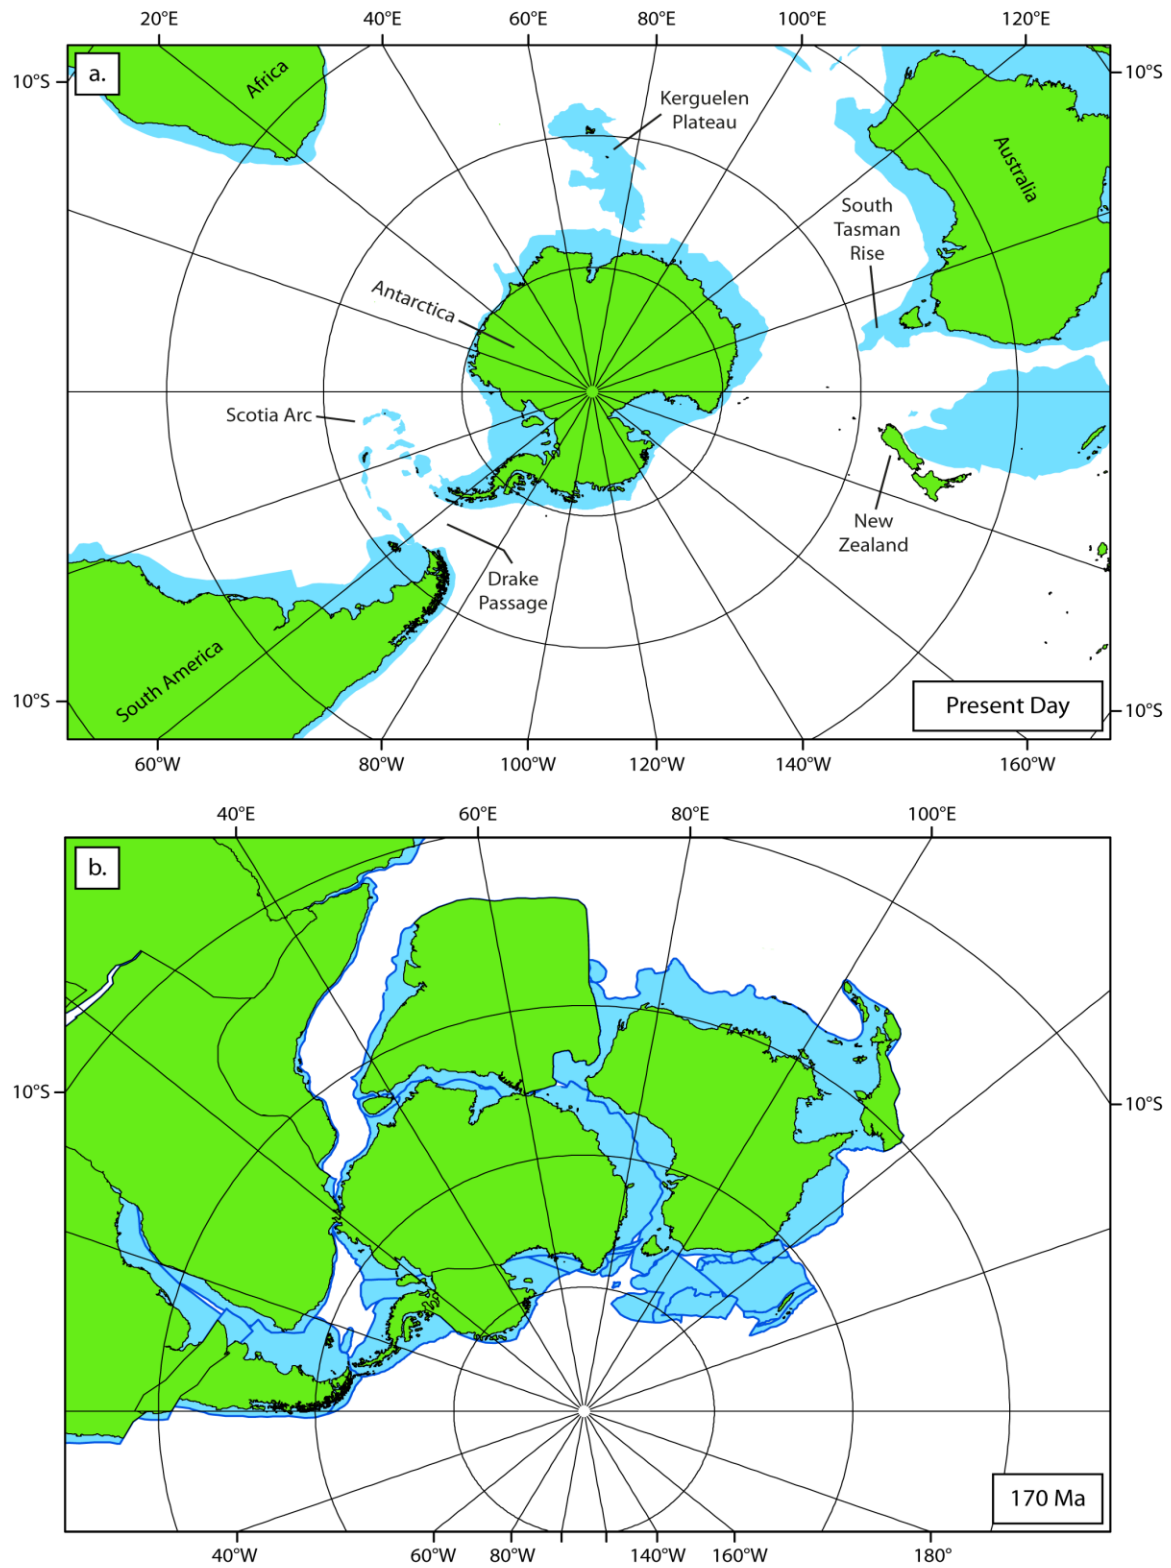 20°E 40°E 60°E 80°E 100°E 120°E
a.
10°S
10°S
Africa
Kerguelen
Plateau
Australia
South
Tasman
Rise
Antarctica
Scotia Arc
New
Zealand
Drake
Passage
South America
10°S
Present Day
10°S
60°W 80°W 100°W 120°W 140°W 160°W
40°E 60°E 80°E 100°E
b.
10°S
10°S
170 Ma
40°W 60°W 80°W 140°W 160°W 180°